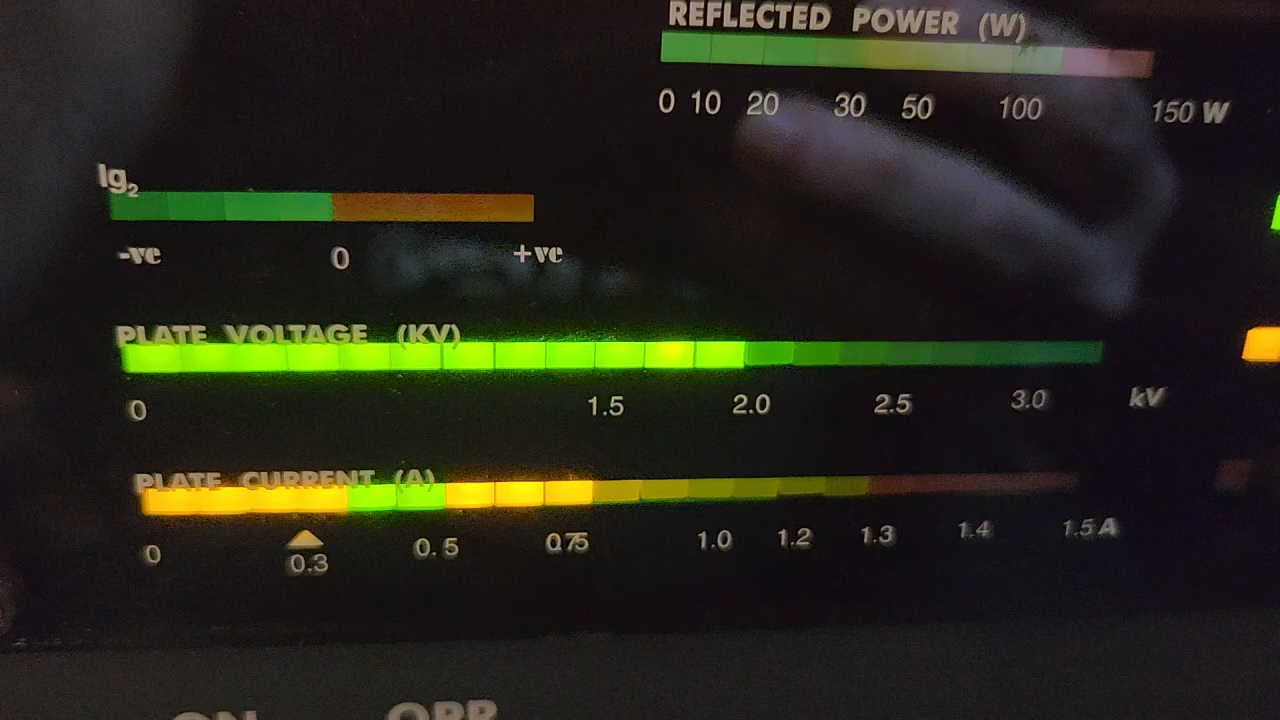 REFLECTED POWER (W)
0 10 20 30 50 100 150 W
Ig2
-ve 0 +ve
PLATE VOLTAGE (KV)
0 1.5 2.0 2.5 3.0 kV
PLATE CURRENT (A)
0 0.3 0.5 0.75 1.0 1.2 1.3 1.4 1.5 A
ON OPR